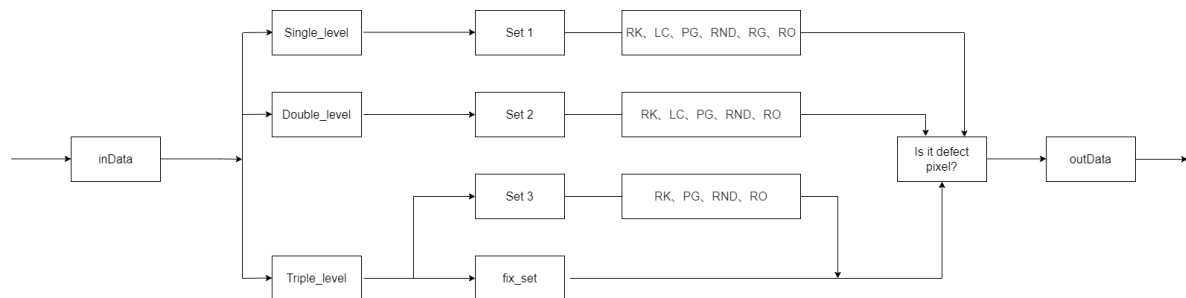 Single_level
Set 1
RK、LC、PG、RND、RG、RO
Double_level
Set 2
RK、LC、PG、RND、RO
inData
Is it defect
pixel?
outData
Set 3
RK、PG、RND、RO
Triple_level
fix_set